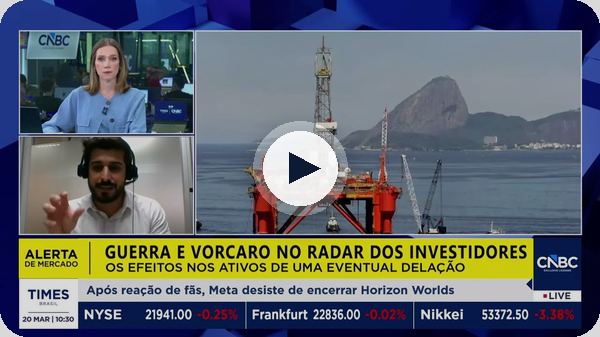 CNBC
CNBC
ALERTA
DE MERCADO
GUERRA E VORCARO NO RADAR DOS INVESTIDORES
OS EFEITOS NOS ATIVOS DE UMA EVENTUAL DELAÇÃO
CNBC
TIMES
BRASIL
Após reação de fãs, Meta desiste de encerrar Horizon Worlds
LIVE
20 MAR | 10:30
NYSE 21941.00 -0.25%
Frankfurt 22836.00 -0.02%
Nikkei 53372.50 -3.38%